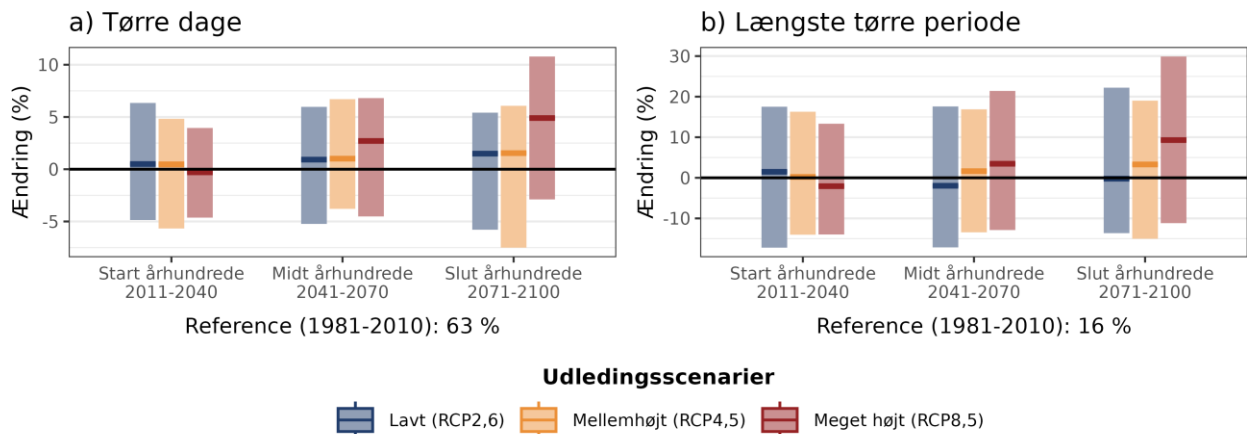 a) Tørre dage
Ændring (%)
10
5
0
-5
Start århundrede
2011-2040
Midt århundrede
2041-2070
Slut århundrede
2071-2100
Reference (1981-2010): 63 %
b) Længste tørre periode
Ændring (%)
30
20
10
0
-10
Start århundrede
2011-2040
Midt århundrede
2041-2070
Slut århundrede
2071-2100
Reference (1981-2010): 16 %
Udledingsscenarier
Lavt (RCP2,6)
Mellemhøjt (RCP4,5)
Meget højt (RCP8,5)